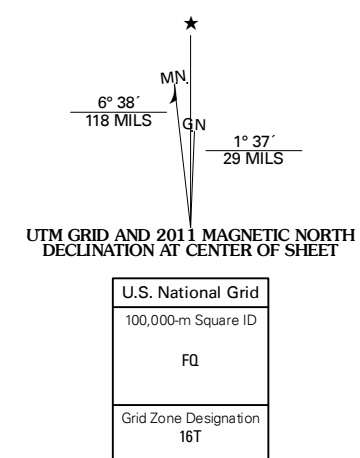 ★
MN.
GN
6° 38´
118 MILS
1° 37´
29 MILS
UTM GRID AND 2011 MAGNETIC NORTH
DECLINATION AT CENTER OF SHEET
U.S. National Grid
100,000-m Square ID
FQ
Grid Zone Designation
16T